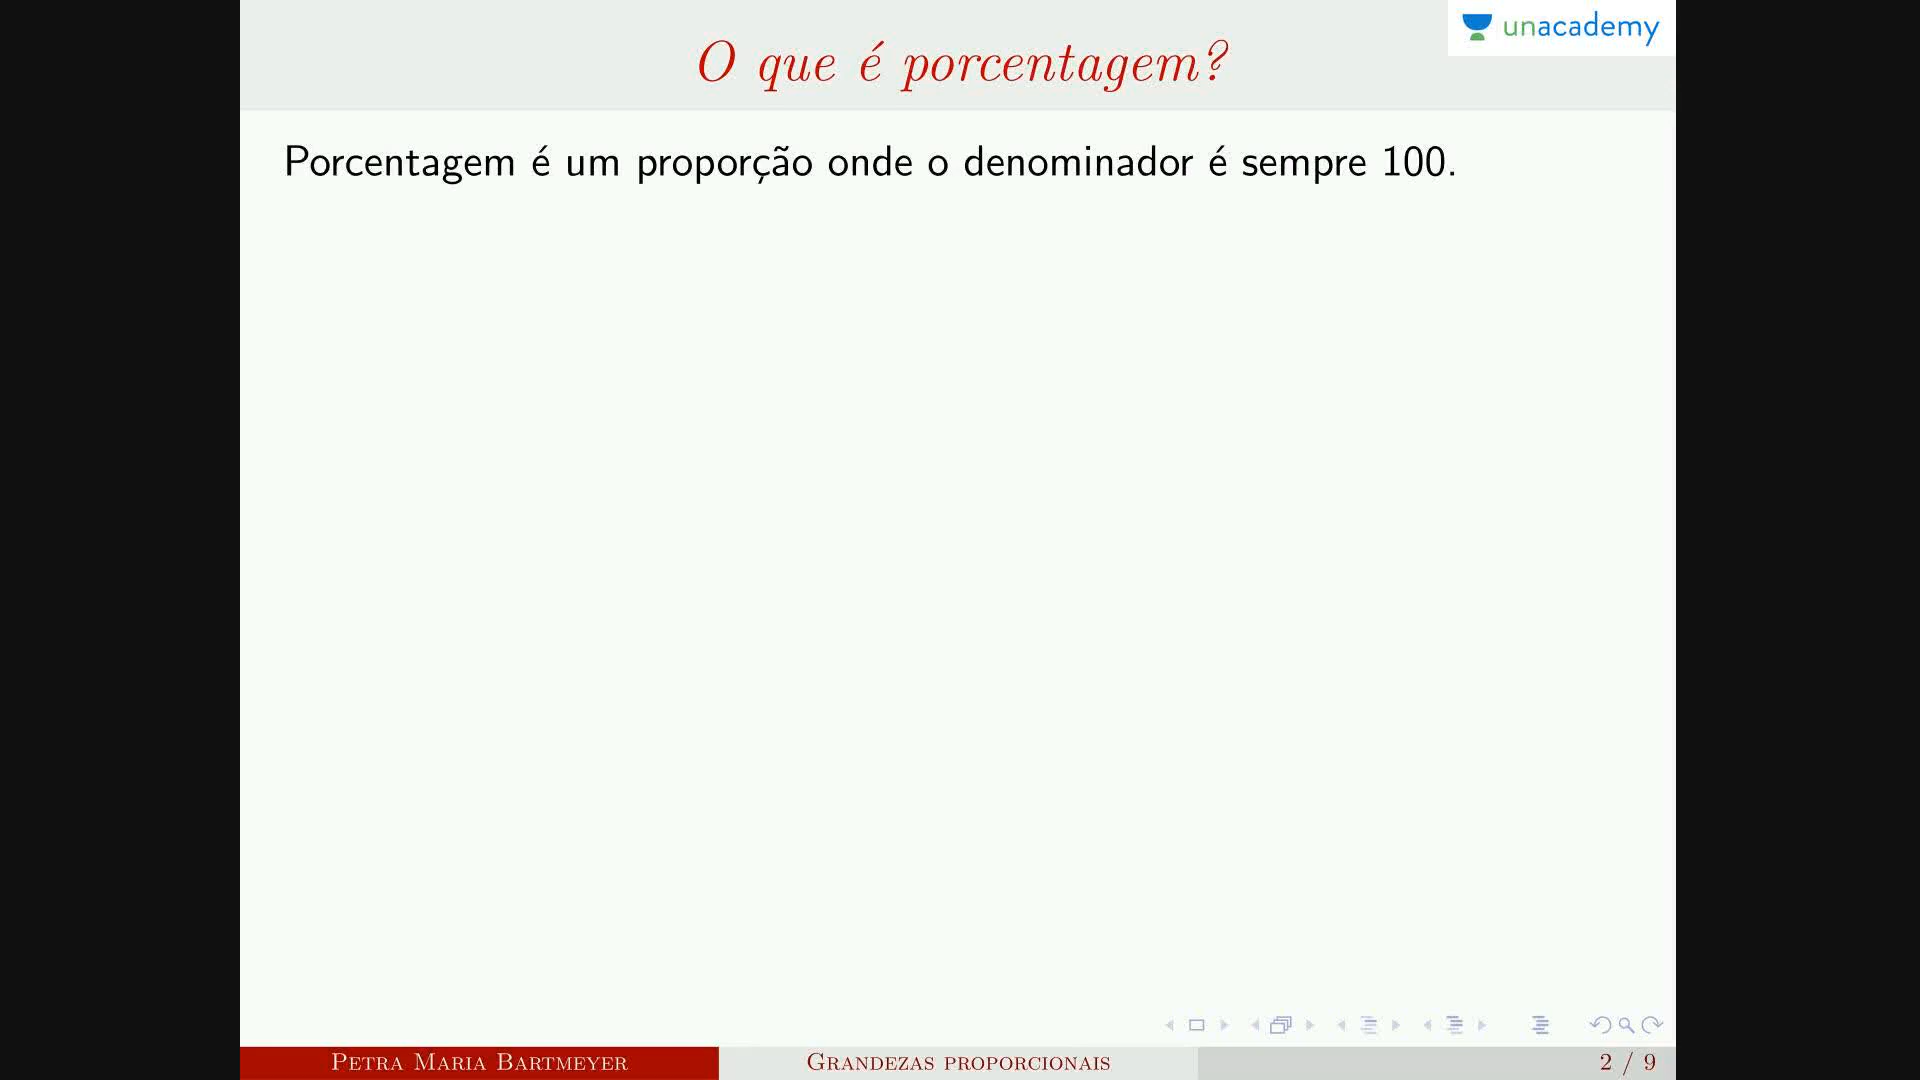 unacademy
O que é porcentagem?
Porcentagem é um proporção onde o denominador é sempre 100.
Petra Maria Bartmeyer
Grandezas proporcionais
2 / 9